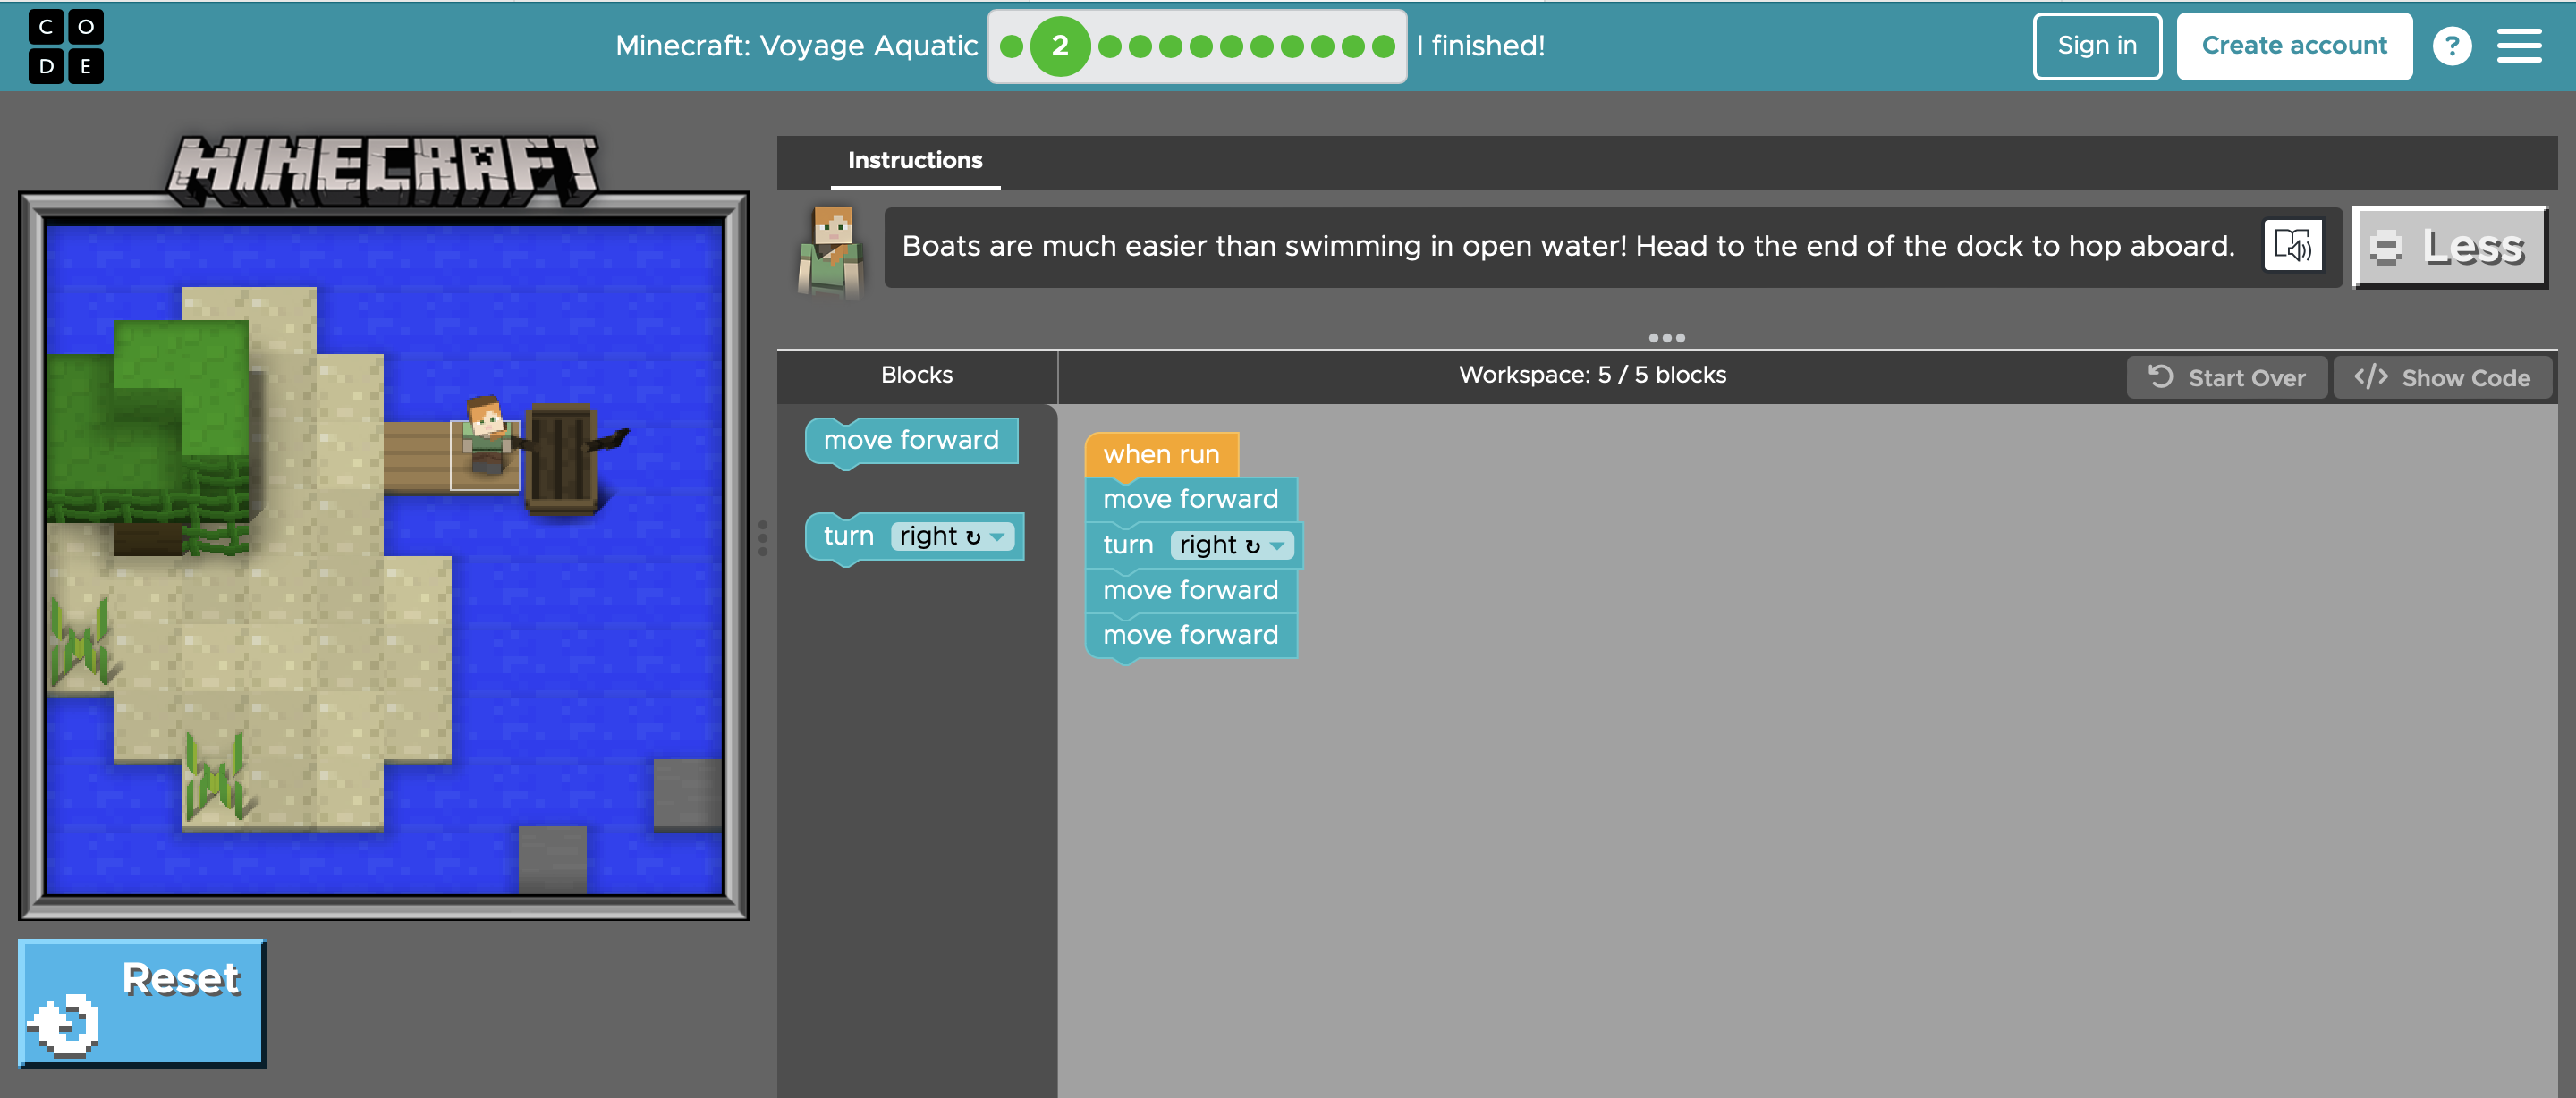 CO
DE
Minecraft: Voyage Aquatic
2
I finished!
Sign in
Create account
?
MINECRAFT
Instructions
Boats are much easier than swimming in open water! Head to the end of the dock to hop aboard.
Less
Blocks
Workspace: 5 / 5 blocks
Start Over
</> Show Code
move forward
turn right ↻
when run
move forward
turn right ↻
move forward
move forward
Reset